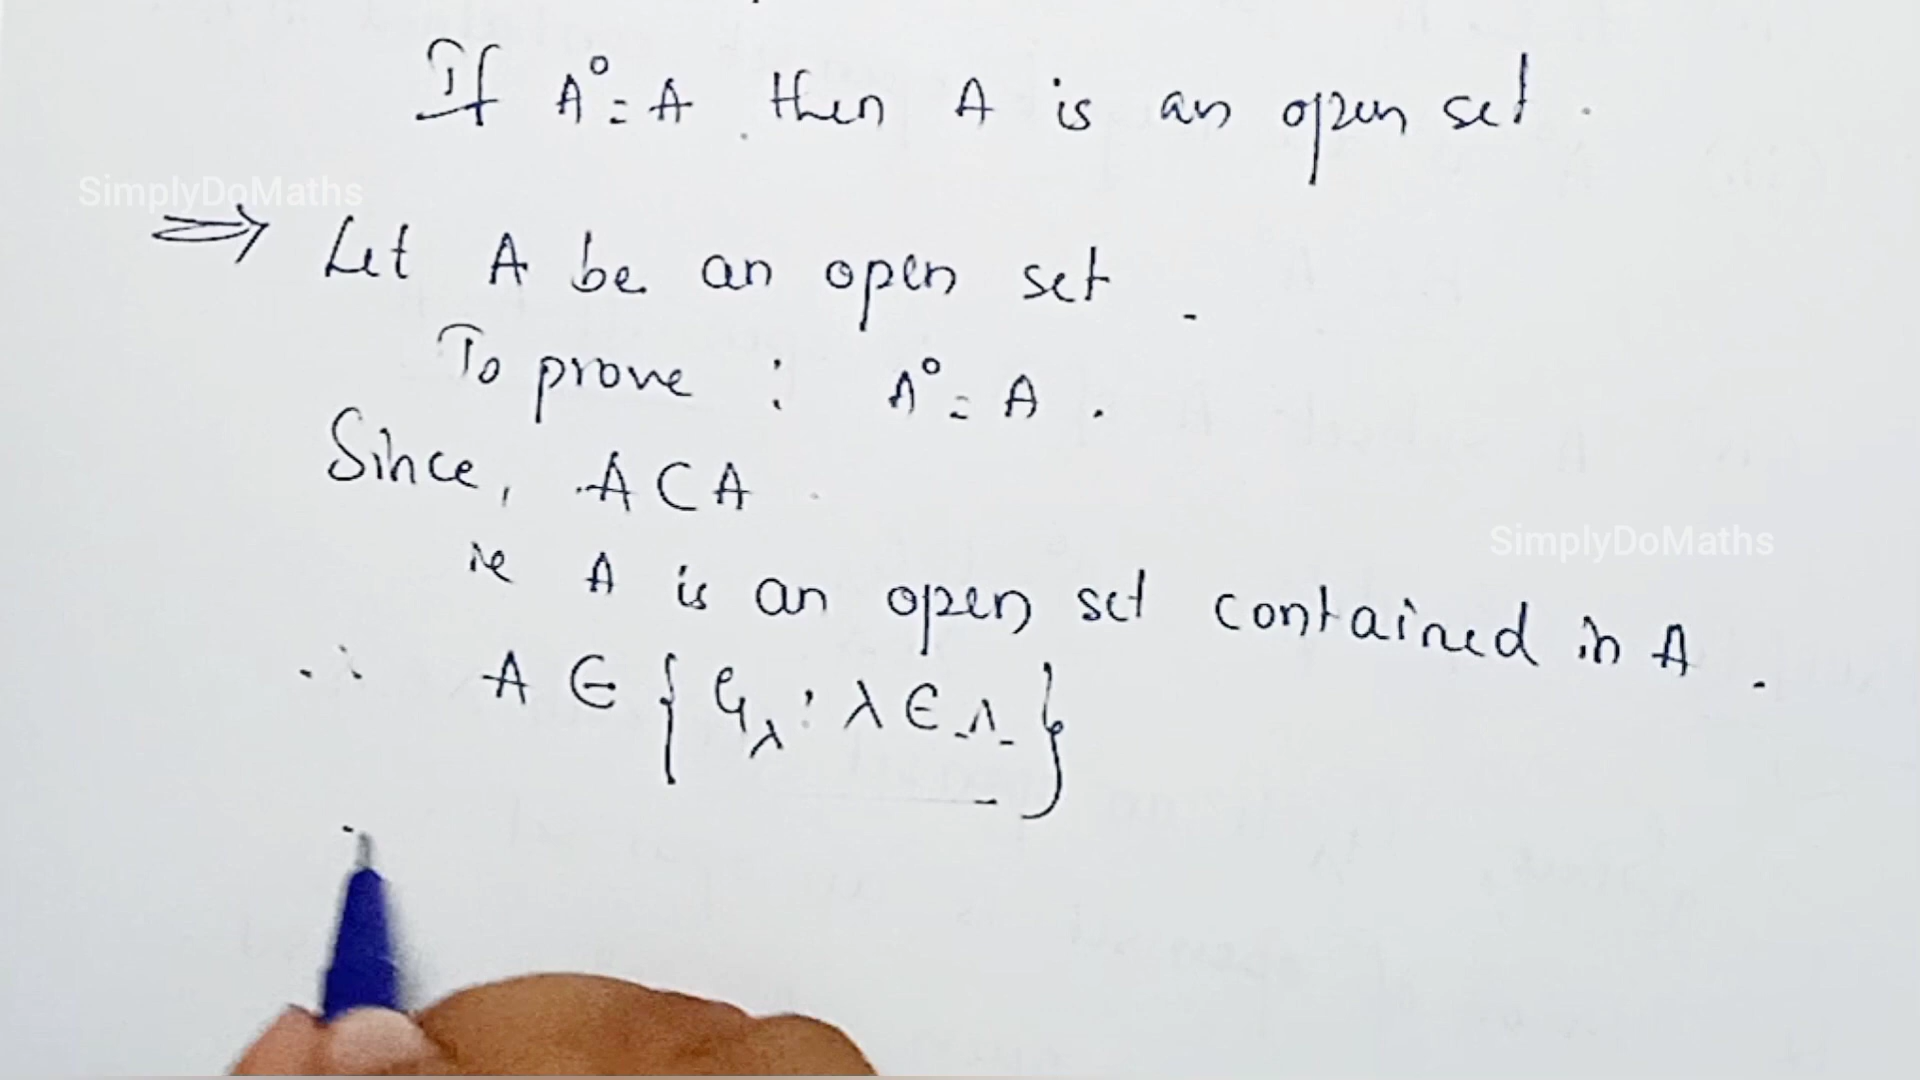 If A° = A then A is an open set.
SimplyDoMaths
⇒ Let A be an open set.
To prove : A° = A.
Since, A ⊂ A
SimplyDoMaths
ie A is an open set contained in A.
∴ A ∈ { G_λ : λ ∈ Λ }